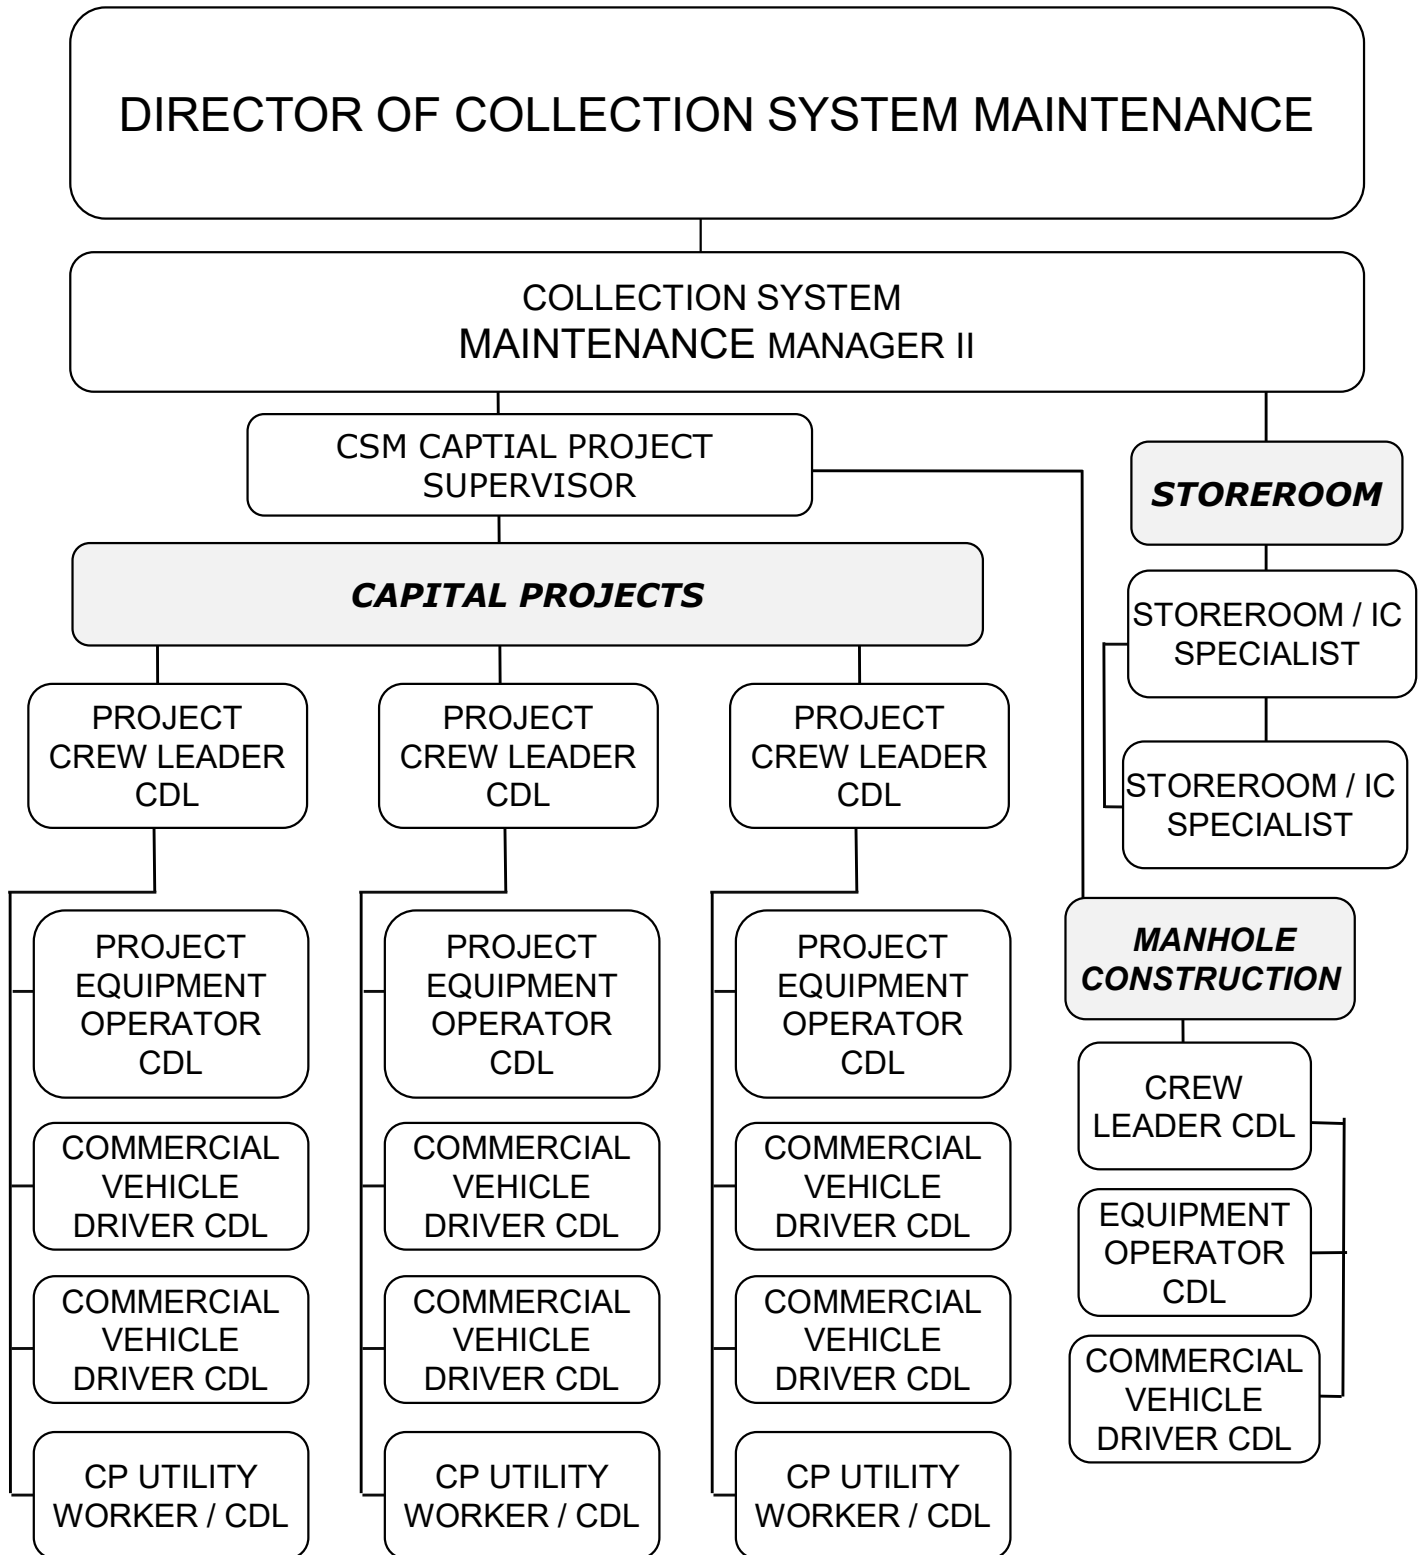 DIRECTOR OF COLLECTION SYSTEM MAINTENANCE
COLLECTION SYSTEM
MAINTENANCE MANAGER II
CSM CAPTIAL PROJECT
SUPERVISOR
STOREROOM
CAPITAL PROJECTS
STOREROOM / IC
SPECIALIST
STOREROOM / IC
SPECIALIST
PROJECT
CREW LEADER
CDL
PROJECT
EQUIPMENT
OPERATOR
CDL
COMMERCIAL
VEHICLE
DRIVER CDL
COMMERCIAL
VEHICLE
DRIVER CDL
CP UTILITY
WORKER / CDL
PROJECT
CREW LEADER
CDL
PROJECT
EQUIPMENT
OPERATOR
CDL
COMMERCIAL
VEHICLE
DRIVER CDL
COMMERCIAL
VEHICLE
DRIVER CDL
CP UTILITY
WORKER / CDL
PROJECT
CREW LEADER
CDL
PROJECT
EQUIPMENT
OPERATOR
CDL
COMMERCIAL
VEHICLE
DRIVER CDL
COMMERCIAL
VEHICLE
DRIVER CDL
CP UTILITY
WORKER / CDL
MANHOLE
CONSTRUCTION
CREW
LEADER CDL
EQUIPMENT
OPERATOR
CDL
COMMERCIAL
VEHICLE
DRIVER CDL